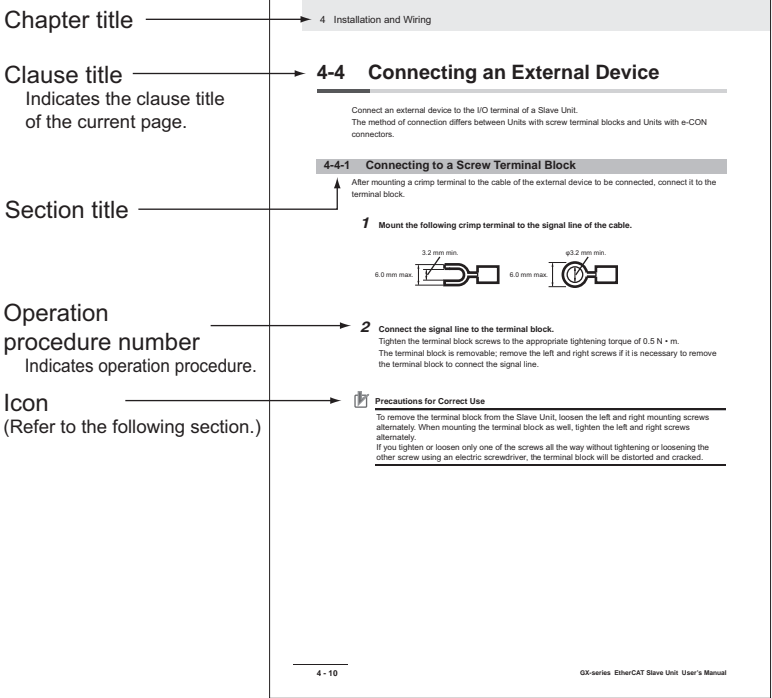 Chapter title
4 Installation and Wiring
Clause title
Indicates the clause title
of the current page.
4-4 Connecting an External Device
Connect an external device to the I/O terminal of a Slave Unit.
The method of connection differs between Units with screw terminal blocks and Units with e-CON
connectors.
4-4-1 Connecting to a Screw Terminal Block
After mounting a crimp terminal to the cable of the external device to be connected, connect it to the
terminal block.
Section title
1 Mount the following crimp terminal to the signal line of the cable.
3.2 mm min.
6.0 mm max.
φ3.2 mm min.
6.0 mm max.
Operation
procedure number
Indicates operation procedure.
2 Connect the signal line to the terminal block.
Tighten the terminal block screws to the appropriate tightening torque of 0.5 N • m.
The terminal block is removable; remove the left and right screws if it is necessary to remove
the terminal block to connect the signal line.
Icon
(Refer to the following section.)
Precautions for Correct Use
To remove the terminal block from the Slave Unit, loosen the left and right mounting screws
alternately. When mounting the terminal block as well, tighten the left and right screws
alternately.
If you tighten or loosen only one of the screws all the way without tightening or loosening the
other screw using an electric screwdriver, the terminal block will be distorted and cracked.
4 - 10
GX-series EtherCAT Slave Unit User's Manual